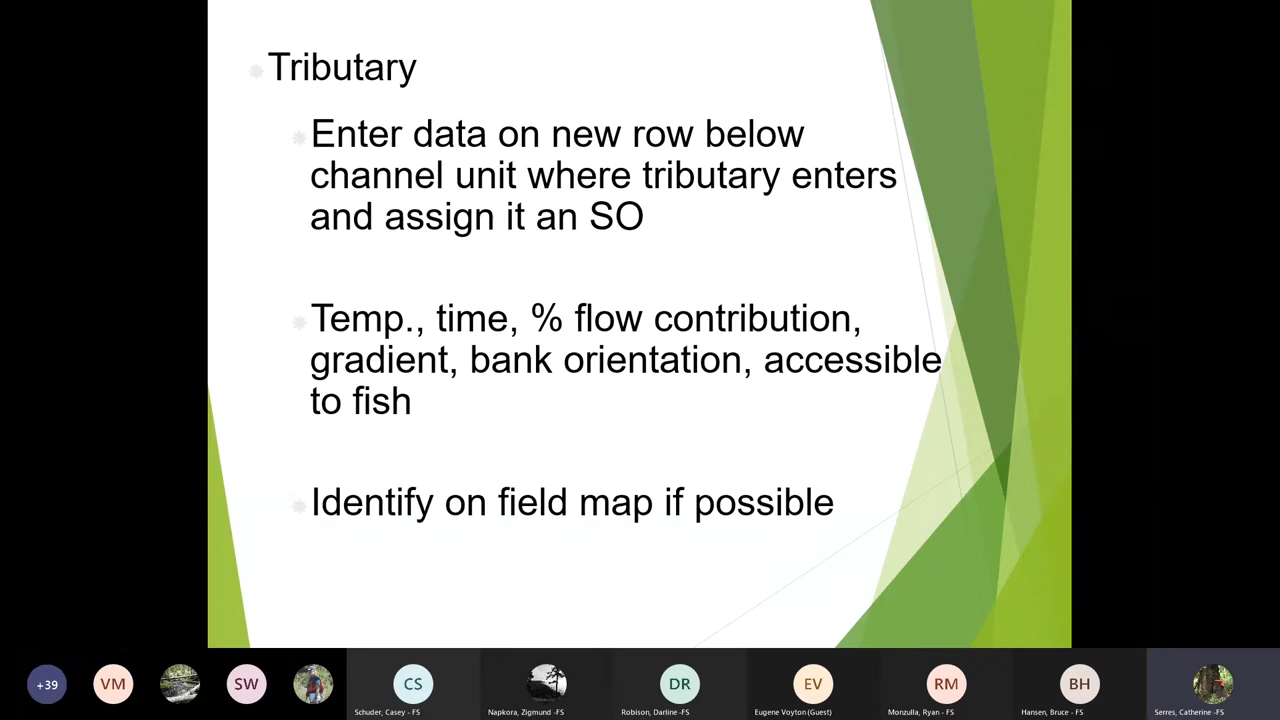 Tributary
Enter data on new row below
channel unit where tributary enters
and assign it an SO
Temp., time, % flow contribution,
gradient, bank orientation, accessible
to fish
Identify on field map if possible
+39
VM
SW
CS
DR
EV
RM
BH
Schuder, Casey - FS
Napkora, Zigmund -FS
Robison, Darline -FS
Eugene Voyton (Guest)
Monzulla, Ryan - FS
Hansen, Bruce - FS
Serres, Catherine -FS